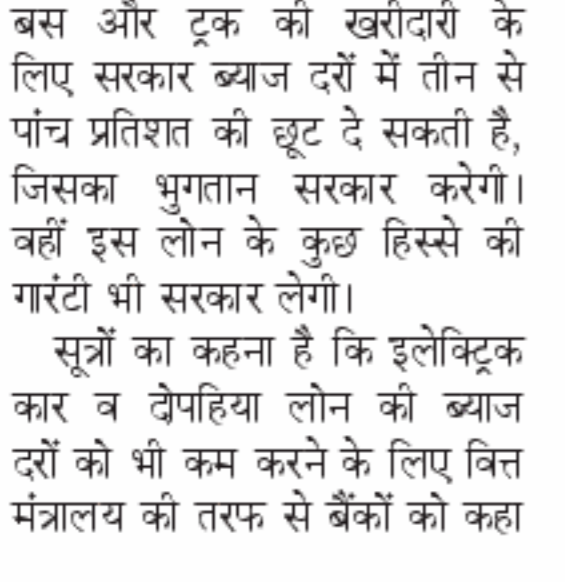 बस और ट्रक की खरीदारी के
लिए सरकार ब्याज दरों में तीन से
पांच प्रतिशत की छूट दे सकती है,
जिसका भुगतान सरकार करेगी।
वहीं इस लोन के कुछ हिस्से की
गारंटी भी सरकार लेगी।
सूत्रों का कहना है कि इलेक्ट्रिक
कार व दोपहिया लोन की ब्याज
दरों को भी कम करने के लिए वित्त
मंत्रालय की तरफ से बैंकों को कहा